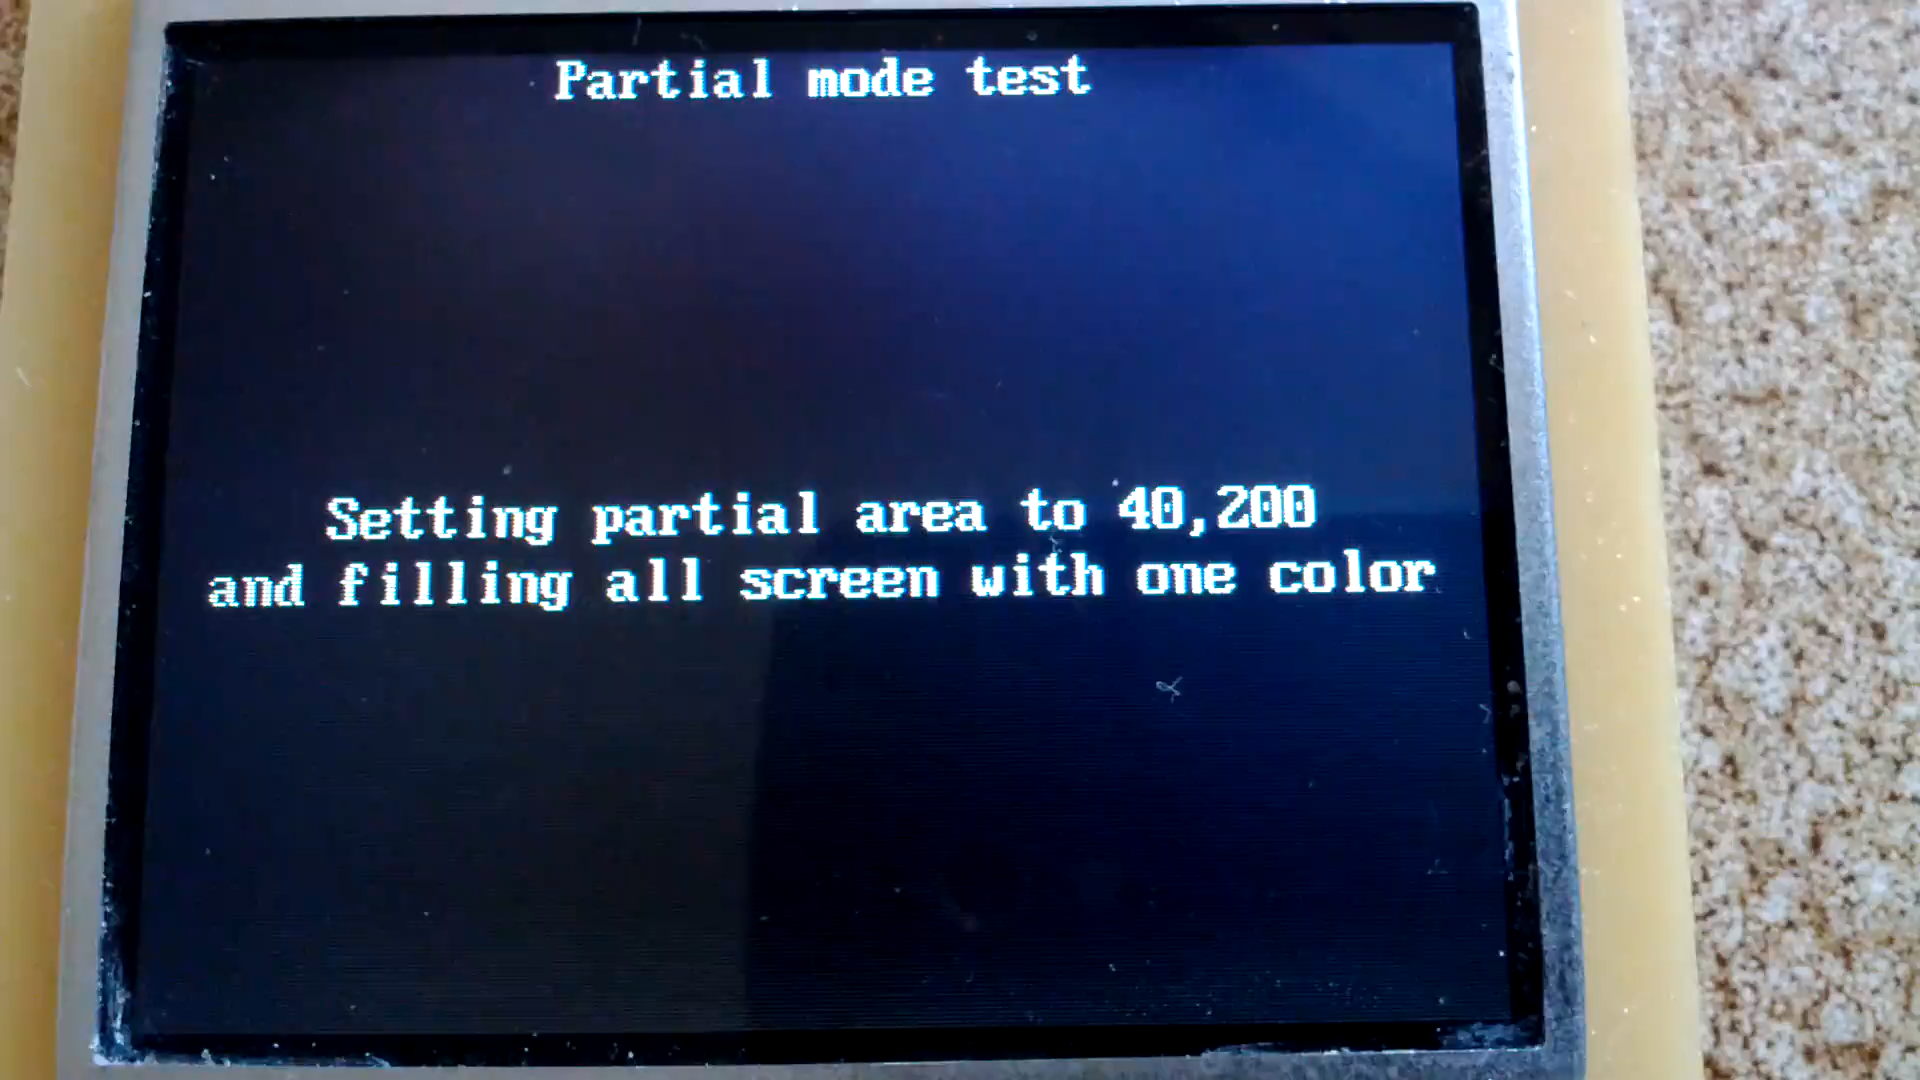 Partial mode test
Setting partial area to 40,200
and filling all screen with one color